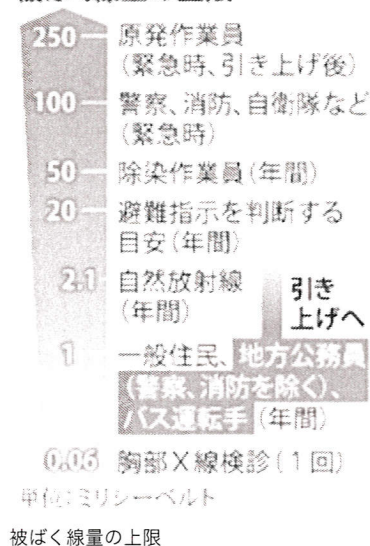 250 原発作業員
(緊急時、引き上げ後)
100 警察、消防、自衛隊など
(緊急時)
50 除染作業員(年間)
20 避難指示を判断する
目安(年間)
2.1 自然放射線
(年間)
引き
上げへ
1 一般住民、地方公務員
(警察、消防を除く)、
バス運転手(年間)
0.06 胸部X線検診(1回)
単位:ミリシーベルト
被ばく線量の上限